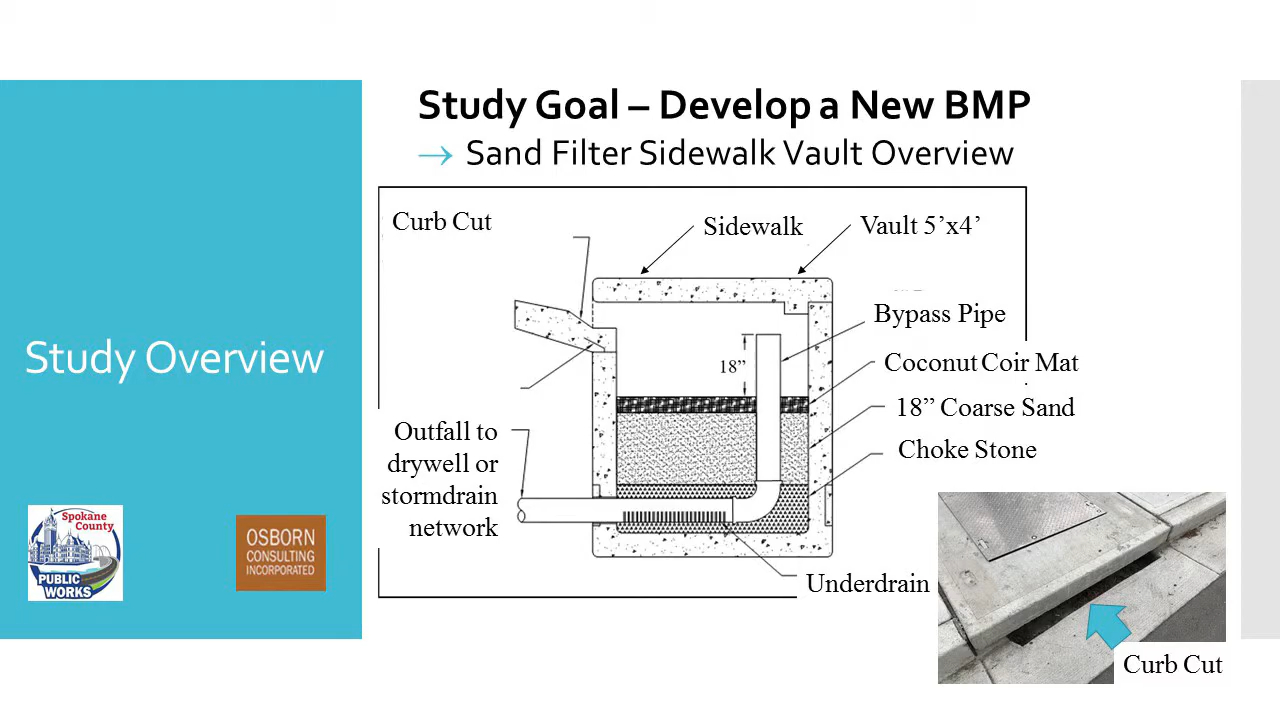 Study Goal – Develop a New BMP
→ Sand Filter Sidewalk Vault Overview
Study Overview
Curb Cut
Sidewalk
Vault 5’x4’
Bypass Pipe
18”
Coconut Coir Mat
18” Coarse Sand
Choke Stone
Outfall to
drywell or
stormdrain
network
Underdrain
Curb Cut
Spokane
County
PUBLIC
WORKS
OSBORN
CONSULTING
INCORPORATED